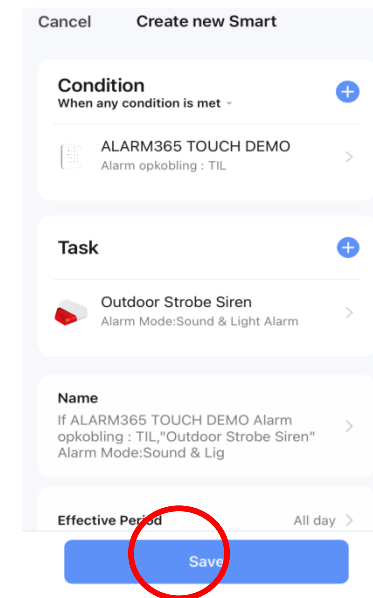 Cancel Create new Smart
Condition
When any condition is met
ALARM365 TOUCH DEMO
Alarm opkobling : TIL
Task
Outdoor Strobe Siren
Alarm Mode:Sound & Light Alarm
Name
If ALARM365 TOUCH DEMO Alarm
opkobling : TIL,"Outdoor Strobe Siren"
Alarm Mode:Sound & Lig
Effective Period All day
Save